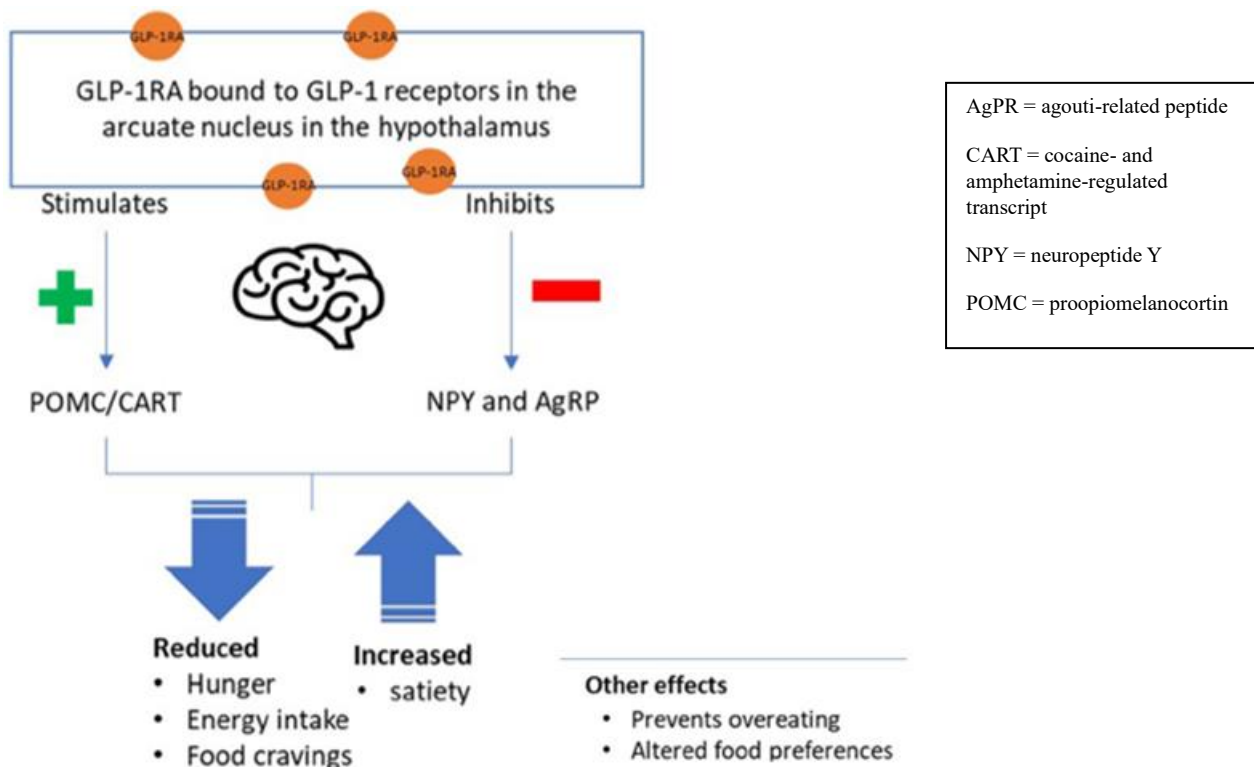 GLP-1RA
GLP-1RA
GLP-1RA bound to GLP-1 receptors in the
arcuate nucleus in the hypothalamus
GLP-1RA
GLP-1RA
Stimulates
Inhibits
POMC/CART
NPY and AgRP
Reduced
• Hunger
• Energy intake
• Food cravings
Increased
• satiety
Other effects
• Prevents overeating
• Altered food preferences
AgPR = agouti-related peptide
CART = cocaine- and
amphetamine-regulated
transcript
NPY = neuropeptide Y
POMC = proopiomelanocortin